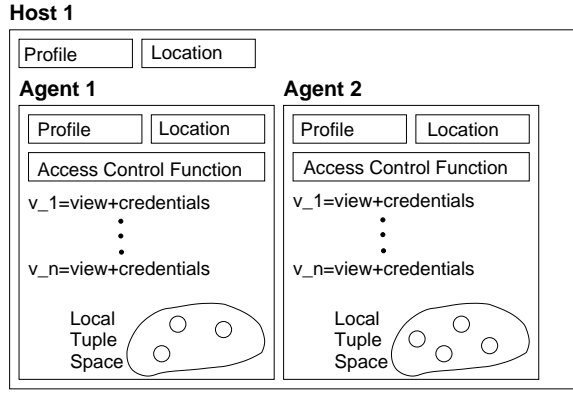 Host 1
Profile
Location
Agent 1
Profile
Location
Access Control Function
v_1=view+credentials
v_n=view+credentials
Local
Tuple
Space
Agent 2
Profile
Location
Access Control Function
v_1=view+credentials
v_n=view+credentials
Local
Tuple
Space